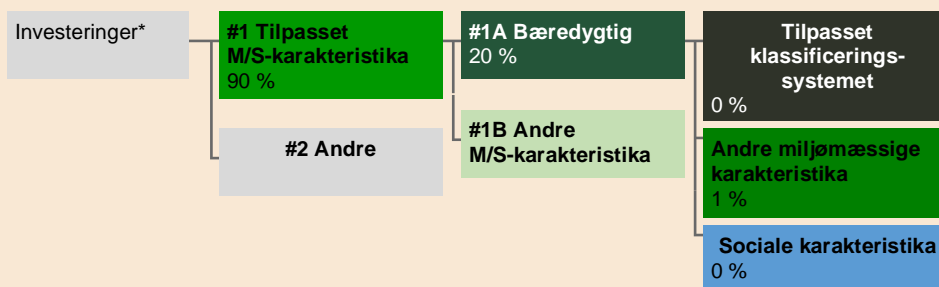 Investeringer*
#1 Tilpasset
M/S-karakteristika
90 %
#2 Andre
#1A Bæredygtig
20 %
#1B Andre
M/S-karakteristika
Tilpasset
klassificerings-
systemet
0 %
Andre miljømæssige
karakteristika
1 %
Sociale karakteristika
0 %